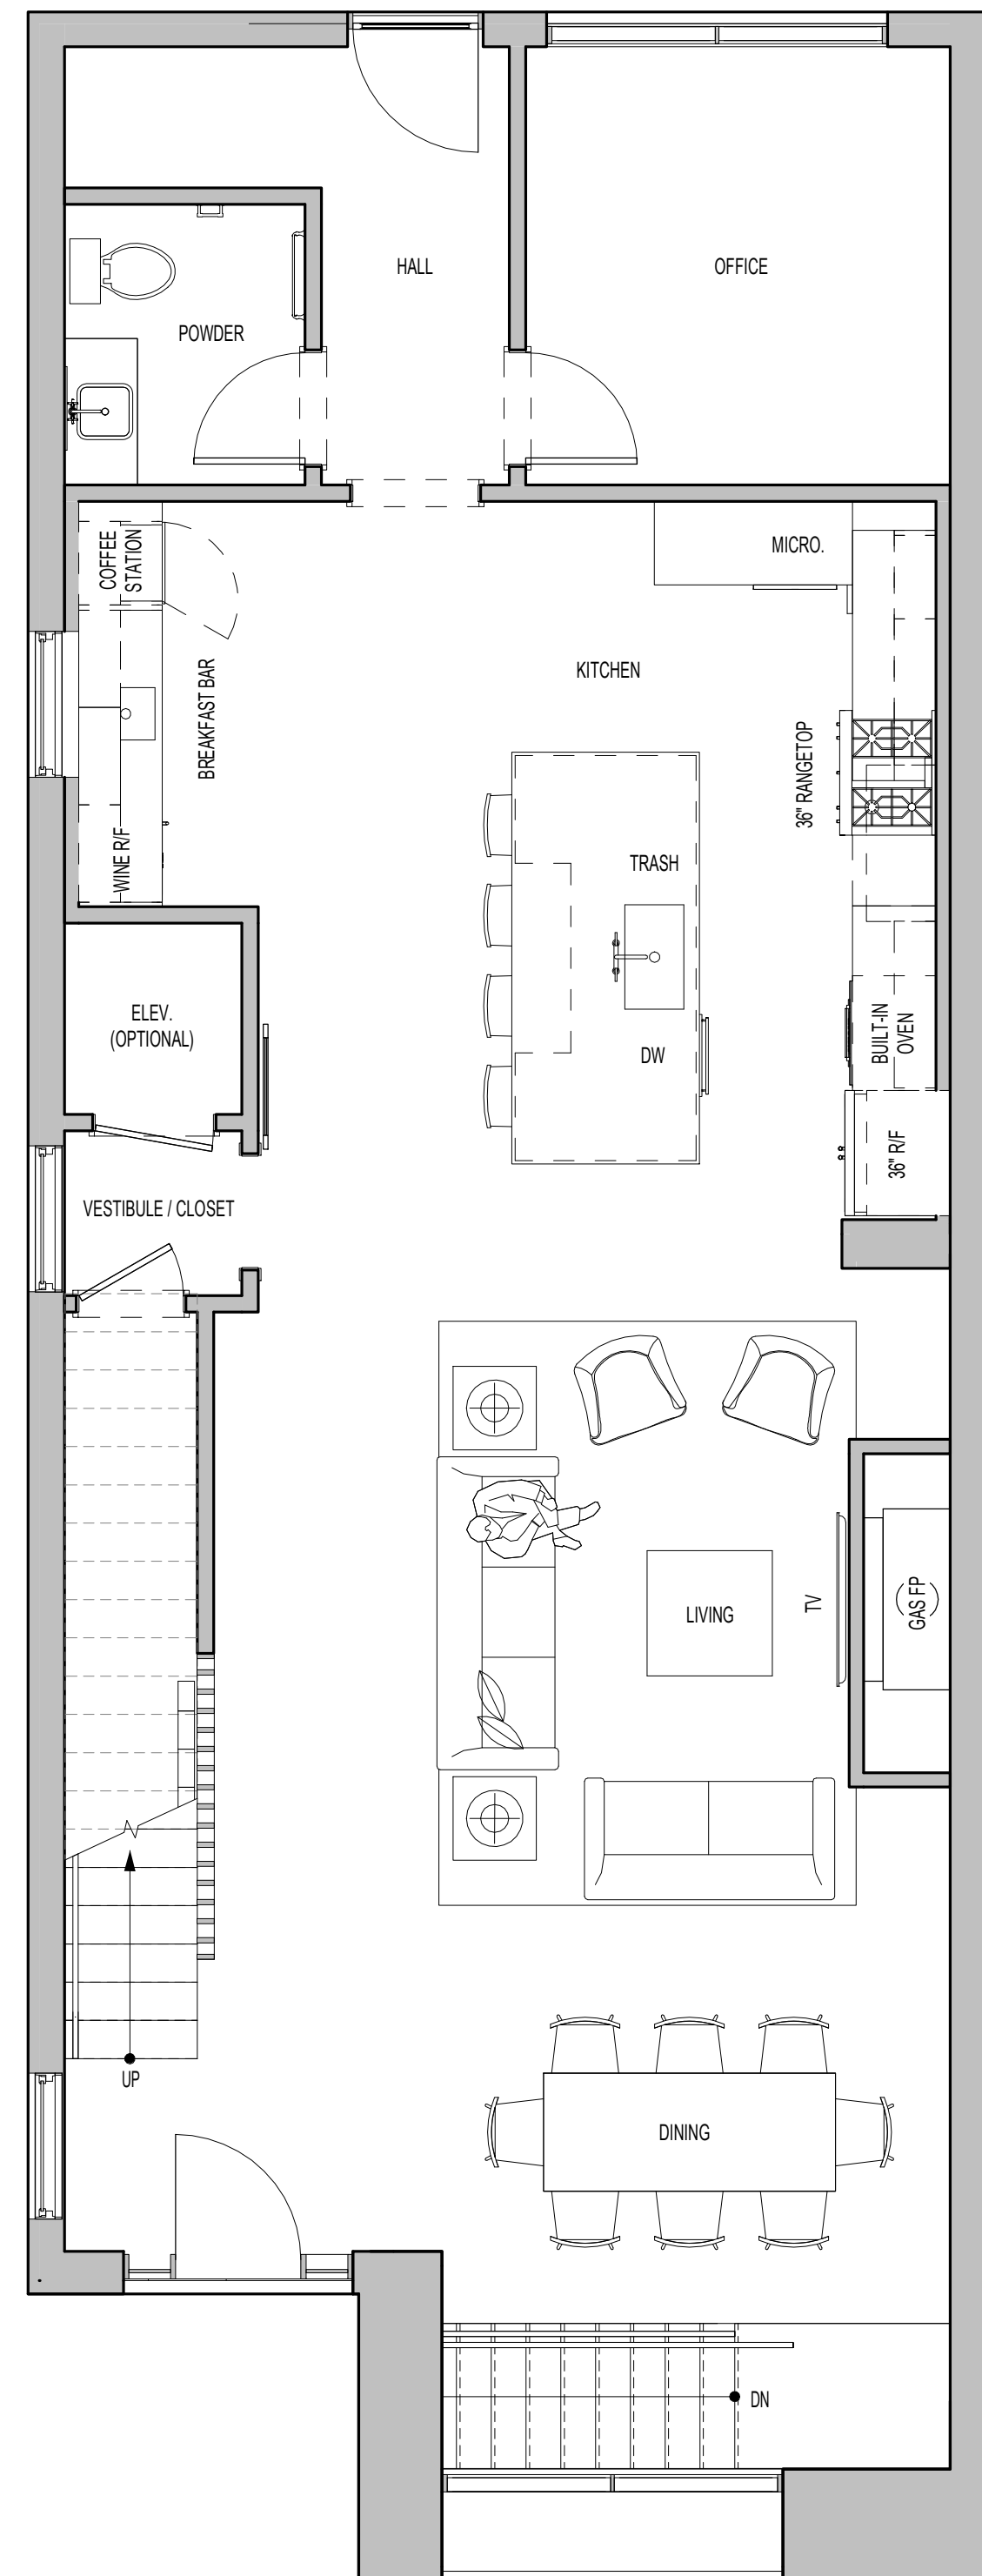 HALL
OFFICE
POWDER
COFFEE
STATION
MICRO.
KITCHEN
BREAKFAST BAR
36" RANGETOP
WINE R/F
TRASH
ELEV.
(OPTIONAL)
BUILT-IN
OVEN
DW
36" R/F
VESTIBULE / CLOSET
GAS FP
TV
LIVING
UP
DINING
DN